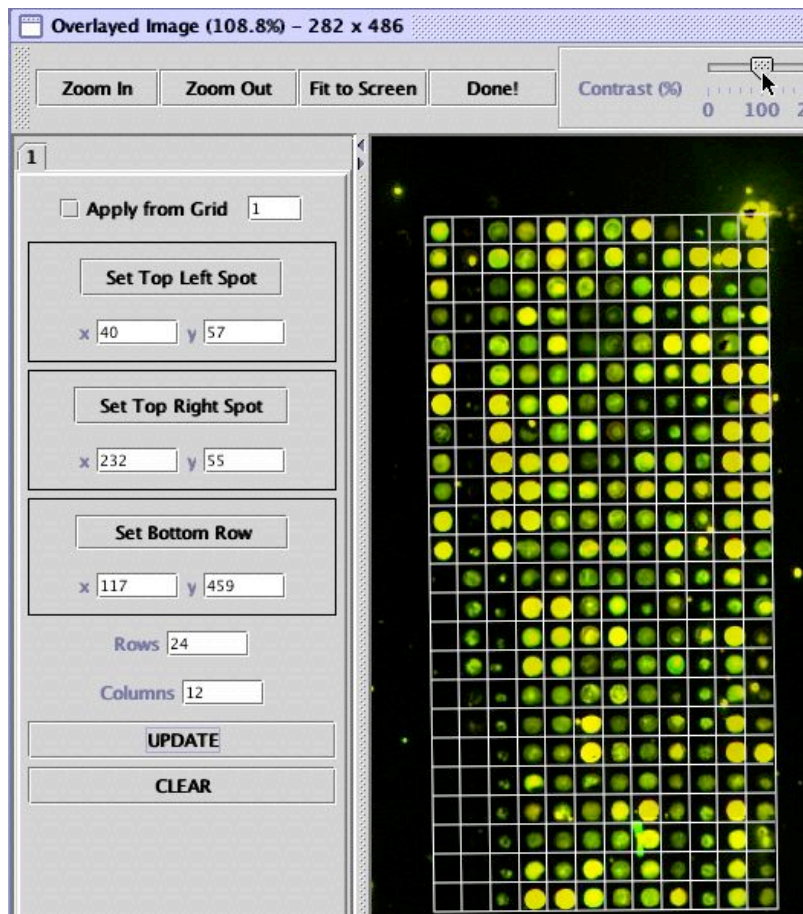 Overlayed Image (108.8%) - 282 x 486
Zoom In Zoom Out Fit to Screen Done! Contrast (%)
0 100
1
Apply from Grid 1
Set Top Left Spot
x 40 y 57
Set Top Right Spot
x 232 y 55
Set Bottom Row
x 117 y 459
Rows 24
Columns 12
UPDATE
CLEAR